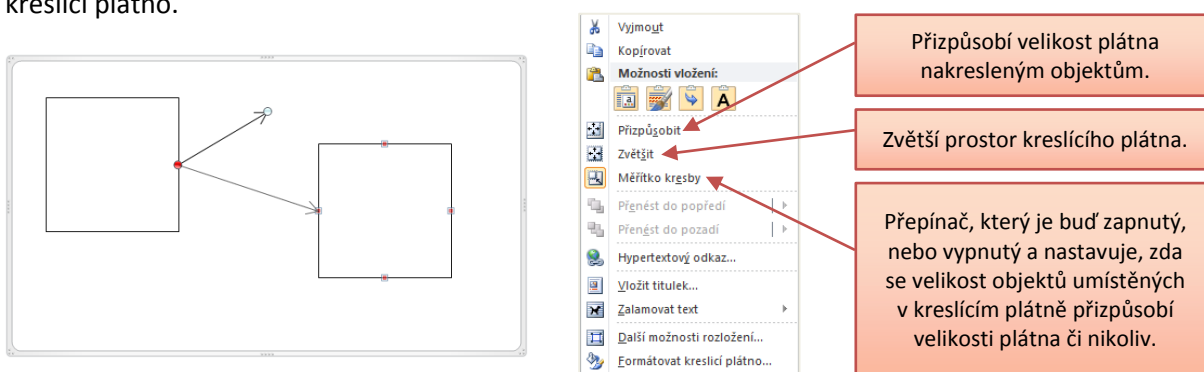 kreslicí plátno.
Vyjmout
Kopírovat
Možnosti vložení:
Přizpůsobit
Zvětšit
Měřítko kresby
Přenést do popředí
Přenést do pozadí
Hypertextový odkaz...
Vložit titulek...
Zalamovat text
Další možnosti rozložení...
Formátovat kreslicí plátno...
Přizpůsobí velikost plátna
nakresleným objektům.
Zvětší prostor kreslícího plátna.
Přepínač, který je buď zapnutý,
nebo vypnutý a nastavuje, zda
se velikost objektů umístěných
v kreslícím plátně přizpůsobí
velikosti plátna či nikoliv.